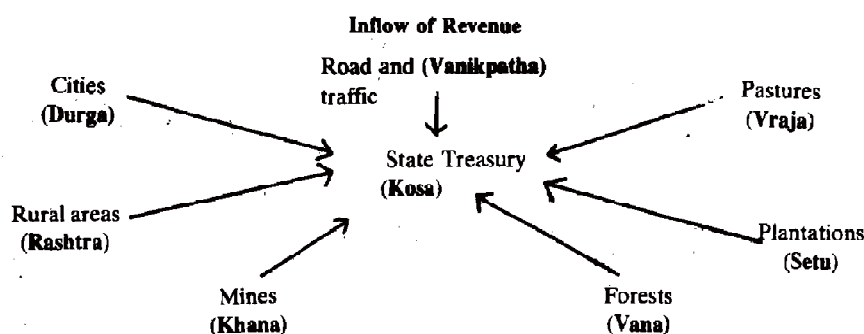 Inflow of Revenue
Road and (Vanikpatha)
traffic
Cities
(Durga)
Pastures
(Vraja)
State Treasury
(Kosa)
Rural areas
(Rashtra)
Plantations
(Setu)
Mines
(Khana)
Forests
(Vana)